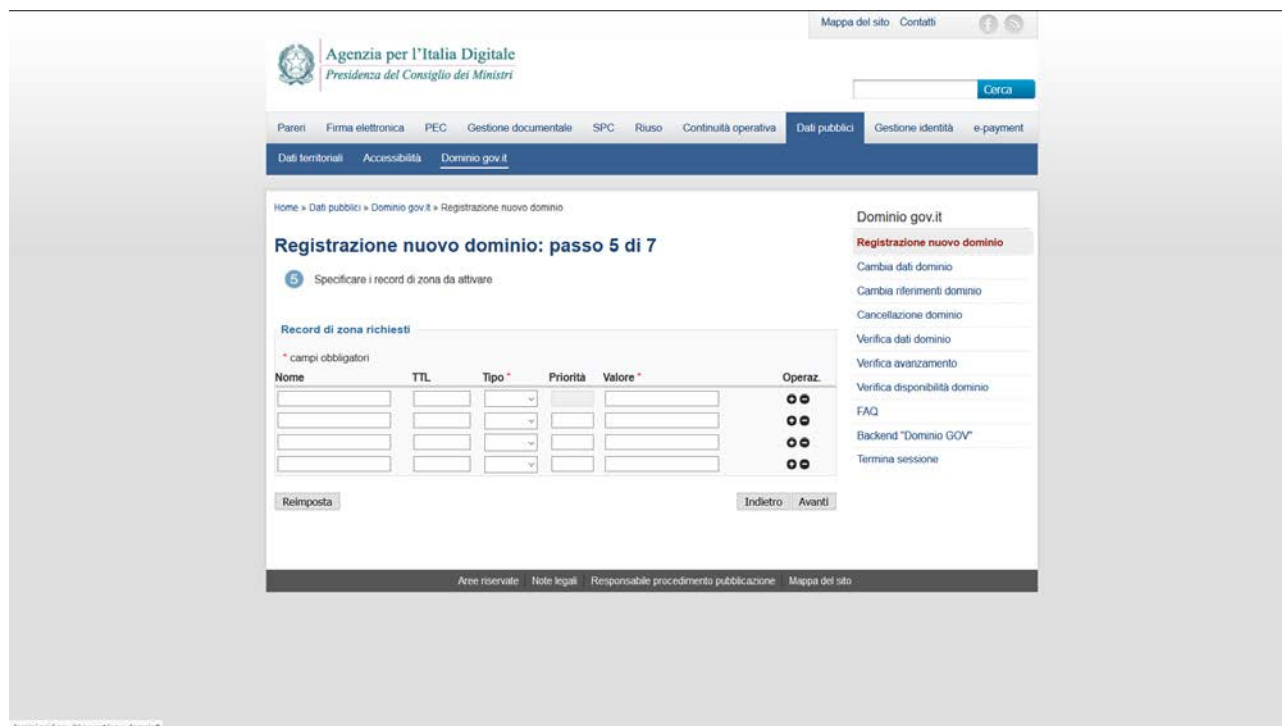 Mappa del sito Contatti
Agenzia per l'Italia Digitale
Presidenza del Consiglio dei Ministri
Cerca
Pareri Firma elettronica PEC Gestione documentale SPC Riuso Continuità operativa Dati pubblici Gestione identità e-payment
Dati territoriali Accessibilità Dominio gov.it
Home » Dati pubblici » Dominio gov.it » Registrazione nuovo dominio
Registrazione nuovo dominio: passo 5 di 7
5 Specificare i record di zona da attivare
Record di zona richiesti
* campi obbligatori
Nome TTL Tipo * Priorità Valore * Operaz.
Reimposta Indietro Avanti
Dominio gov.it
Registrazione nuovo dominio
Cambia dati dominio
Cambia riferimenti dominio
Cancellazione dominio
Verifica dati dominio
Verifica avanzamento
Verifica disponibilità dominio
FAQ
Backend "Dominio GOV"
Termina sessione
Aree riservate Note legali Responsabile procedimento pubblicazione Mappa del sito